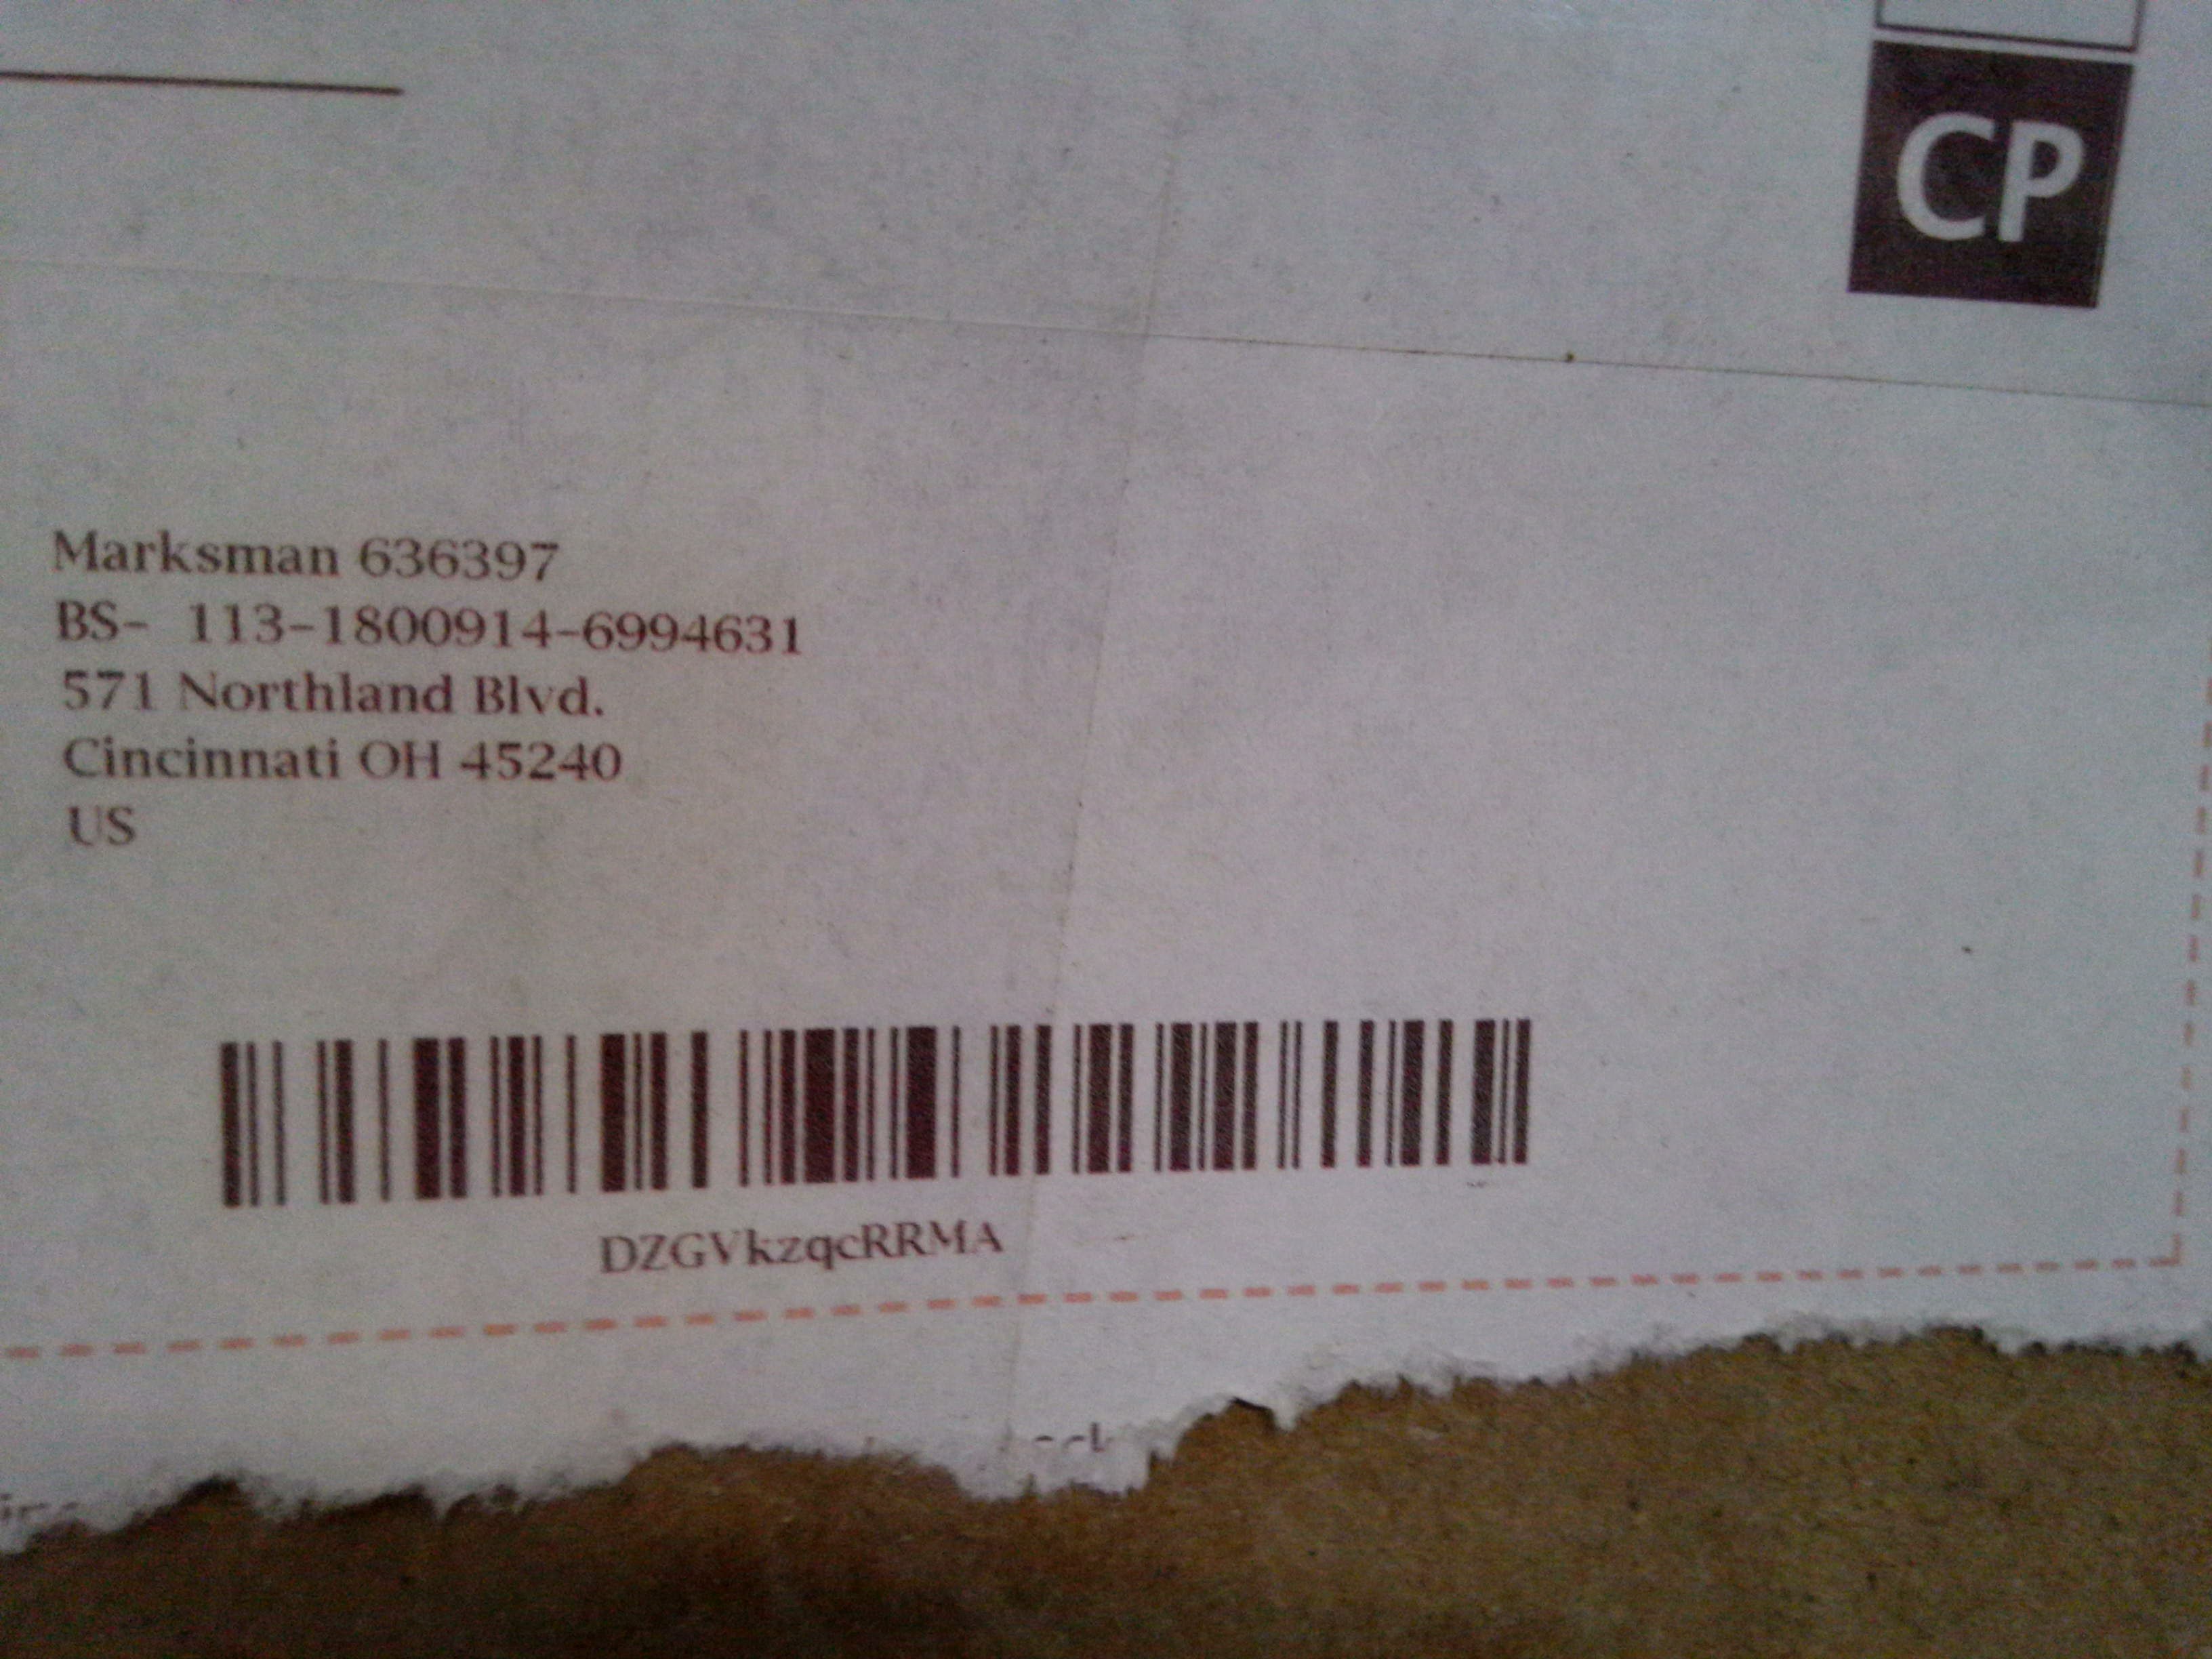 CP
Marksman 636397
BS- 113-1800914-6994631
571 Northland Blvd.
Cincinnati OH 45240
US
DZGVkzqcRRMA